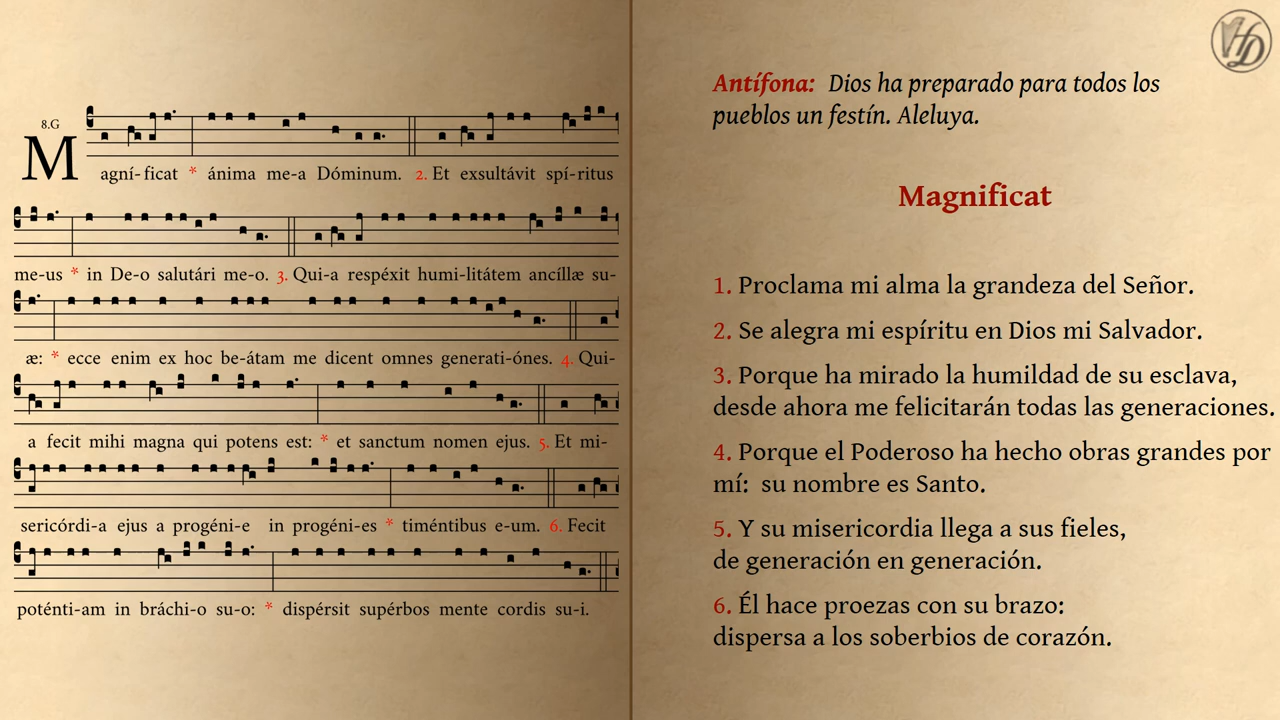 8.G
Magní-ficat * ánima me-a Dóminum. 2. Et exsultávit spí-ritus
me-us * in De-o salutári me-o. 3. Qui-a respéxit humi-litátem ancíllæ su-
æ: * ecce enim ex hoc be-átam me dicent omnes generati-ónes. 4. Qui-
a fecit mihi magna qui potens est: * et sanctum nomen ejus. 5. Et mi-
sericórdi-a ejus a progéni-e in progéni-es * timéntibus e-um. 6. Fecit
poténti-am in bráchi-o su-o: * dispérsit supérbos mente cordis su-i.
HD
Antífona: Dios ha preparado para todos los
pueblos un festín. Aleluya.
Magnificat
1. Proclama mi alma la grandeza del Señor.
2. Se alegra mi espíritu en Dios mi Salvador.
3. Porque ha mirado la humildad de su esclava,
desde ahora me felicitarán todas las generaciones.
4. Porque el Poderoso ha hecho obras grandes por
mí: su nombre es Santo.
5. Y su misericordia llega a sus fieles,
de generación en generación.
6. Él hace proezas con su brazo:
dispersa a los soberbios de corazón.